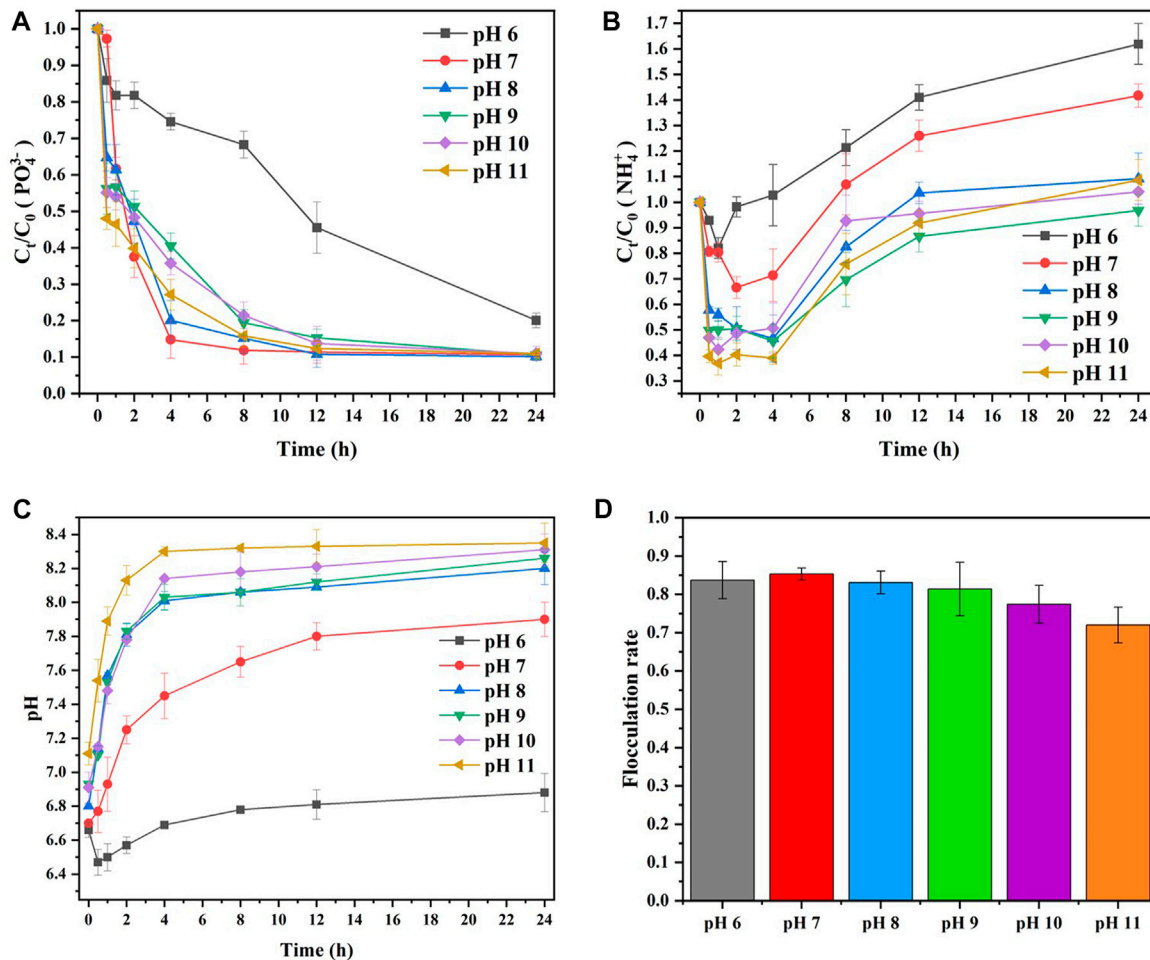 A
1.0
0.9
0.8
0.7
0.6
0.5
0.4
0.3
0.2
0.1
0.0
Cₜ/C₀ ( PO₄³⁻ )
pH 6
pH 7
pH 8
pH 9
pH 10
pH 11
0 2 4 6 8 10 12 14 16 18 20 22 24
Time (h)
B
1.7
1.6
1.5
1.4
1.3
1.2
1.1
1.0
0.9
0.8
0.7
0.6
0.5
0.4
0.3
Cₜ/C₀ ( NH₄⁺ )
pH 6
pH 7
pH 8
pH 9
pH 10
pH 11
0 2 4 6 8 10 12 14 16 18 20 22 24
Time (h)
C
8.4
8.2
8.0
7.8
7.6
7.4
7.2
7.0
6.8
6.6
6.4
pH
pH 6
pH 7
pH 8
pH 9
pH 10
pH 11
0 2 4 6 8 10 12 14 16 18 20 22 24
Time (h)
D
1.0
0.9
0.8
0.7
0.6
0.5
0.4
0.3
0.2
0.1
0.0
Flocculation rate
pH 6 pH 7 pH 8 pH 9 pH 10 pH 11